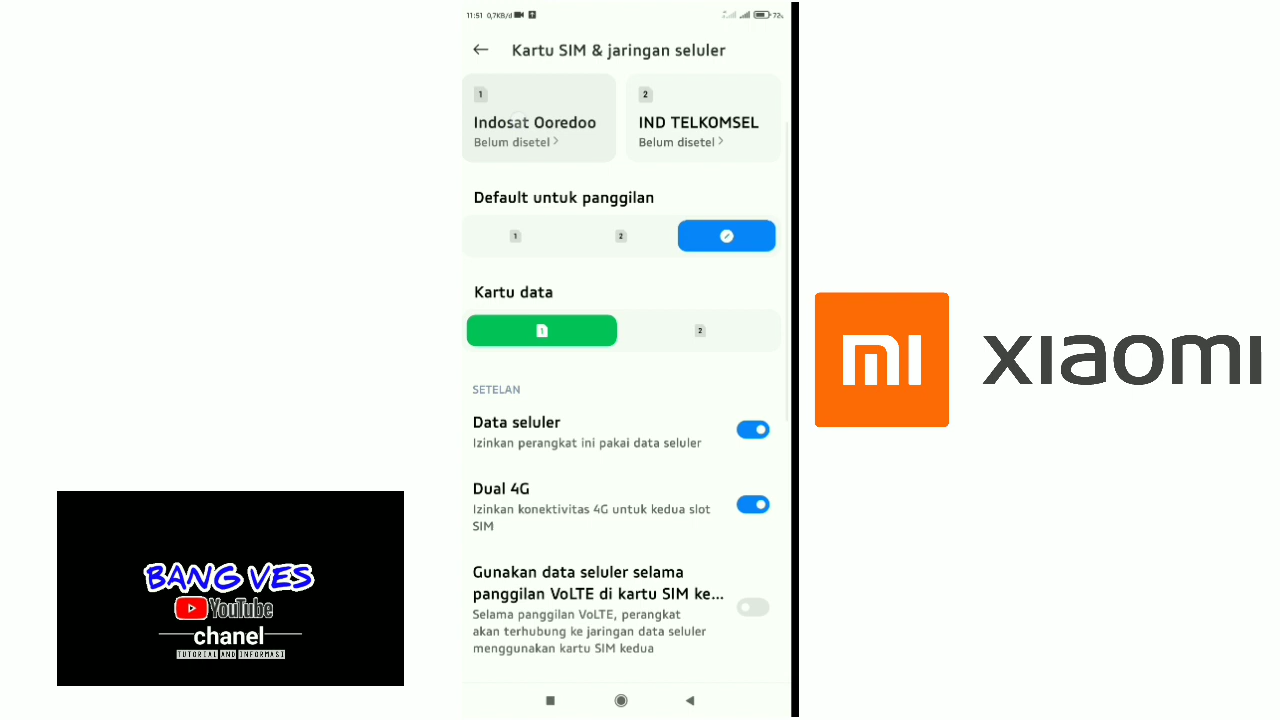 11:51 0,7KB/d
72%
Kartu SIM & jaringan seluler
1
Indosat Ooredoo
Belum disetel
2
IND TELKOMSEL
Belum disetel
Default untuk panggilan
1
2
Kartu data
1
2
SETELAN
Data seluler
Izinkan perangkat ini pakai data seluler
Dual 4G
Izinkan konektivitas 4G untuk kedua slot
SIM
Gunakan data seluler selama
panggilan VoLTE di kartu SIM ke...
Selama panggilan VoLTE, perangkat
akan terhubung ke jaringan data seluler
menggunakan kartu SIM kedua
mi xiaomi
BANG VES
YouTube
chanel
TUTORIAL AND INFORMASI